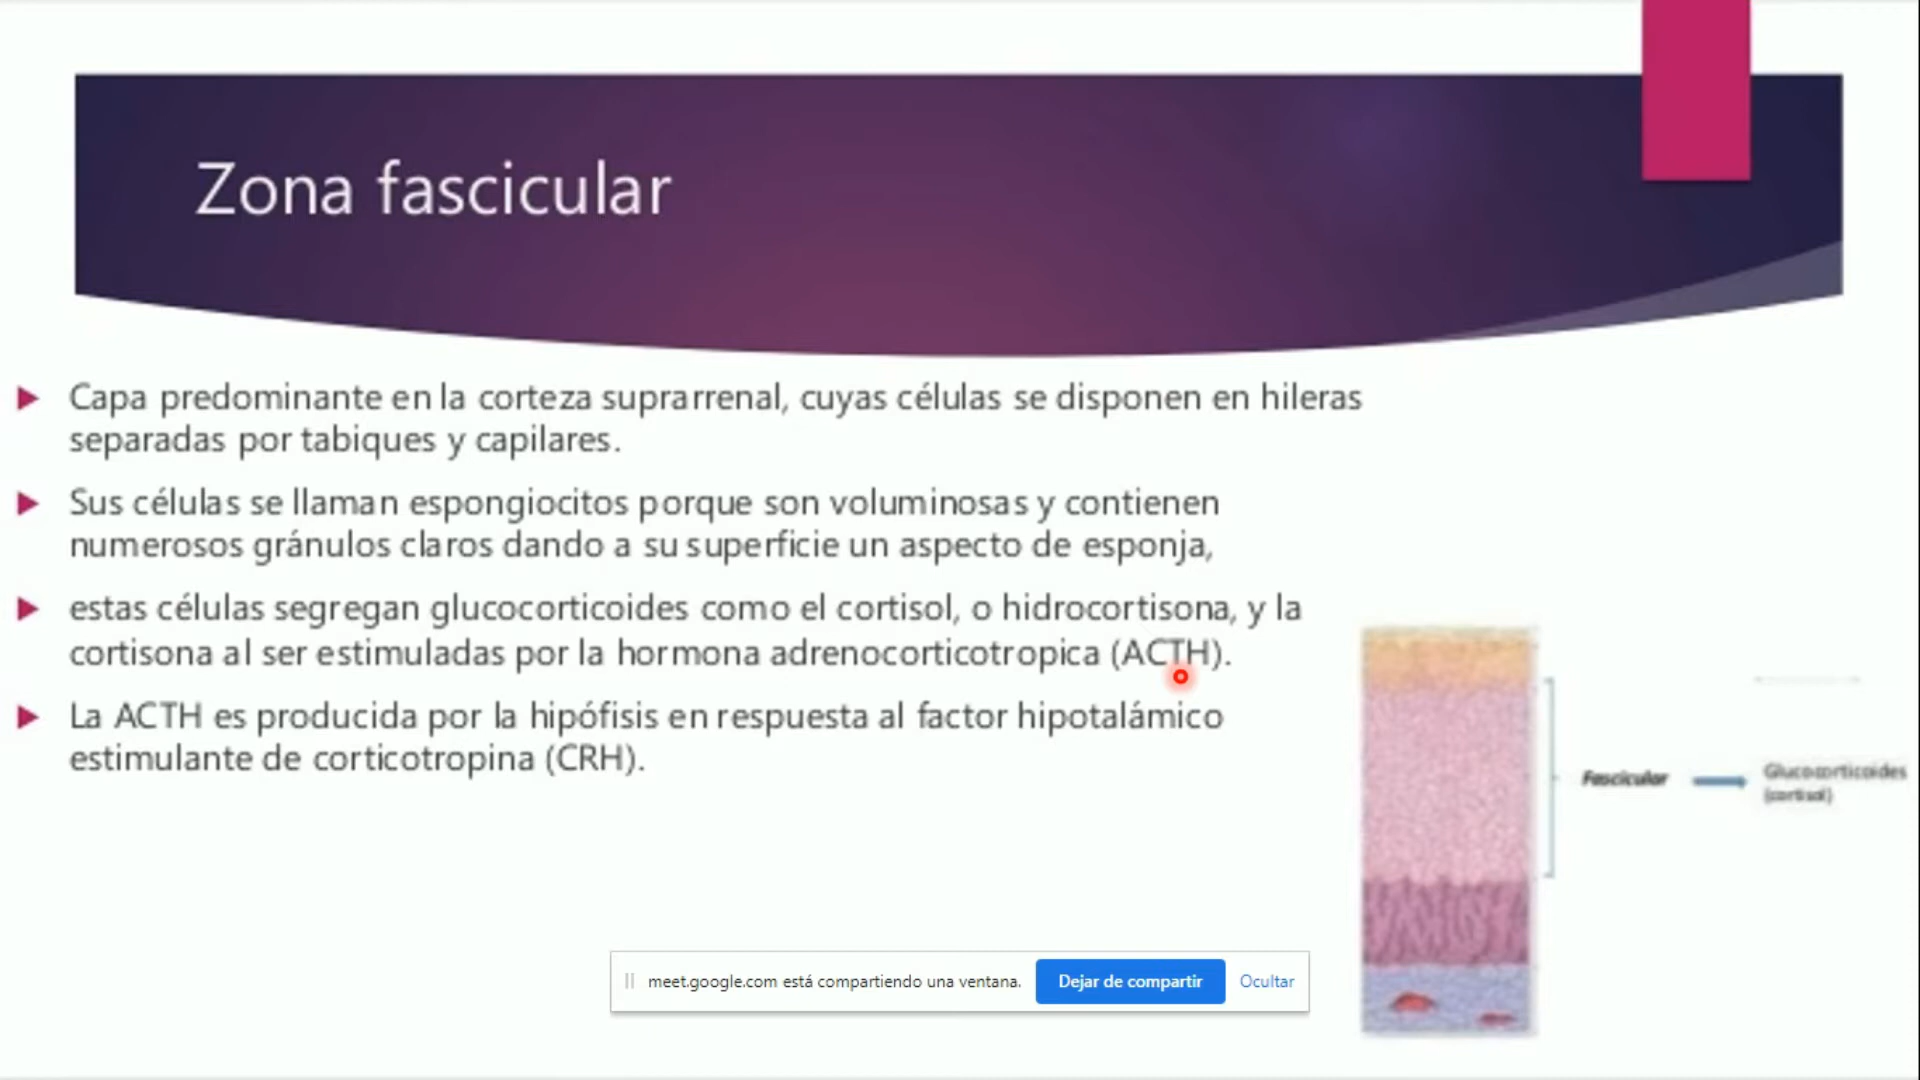 Zona fascicular
Capa predominante en la corteza suprarrenal, cuyas células se disponen en hileras
separadas por tabiques y capilares.
Sus células se llaman espongiocitos porque son voluminosas y contienen
numerosos gránulos claros dando a su superficie un aspecto de esponja,
estas células segregan glucocorticoides como el cortisol, o hidrocortisona, y la
cortisona al ser estimuladas por la hormona adrenocorticotropica (ACTH).
La ACTH es producida por la hipófisis en respuesta al factor hipotalámico
estimulante de corticotropina (CRH).
Fascicular
Glucocorticoides
(cortisol)
meet.google.com está compartiendo una ventana.
Dejar de compartir
Ocultar